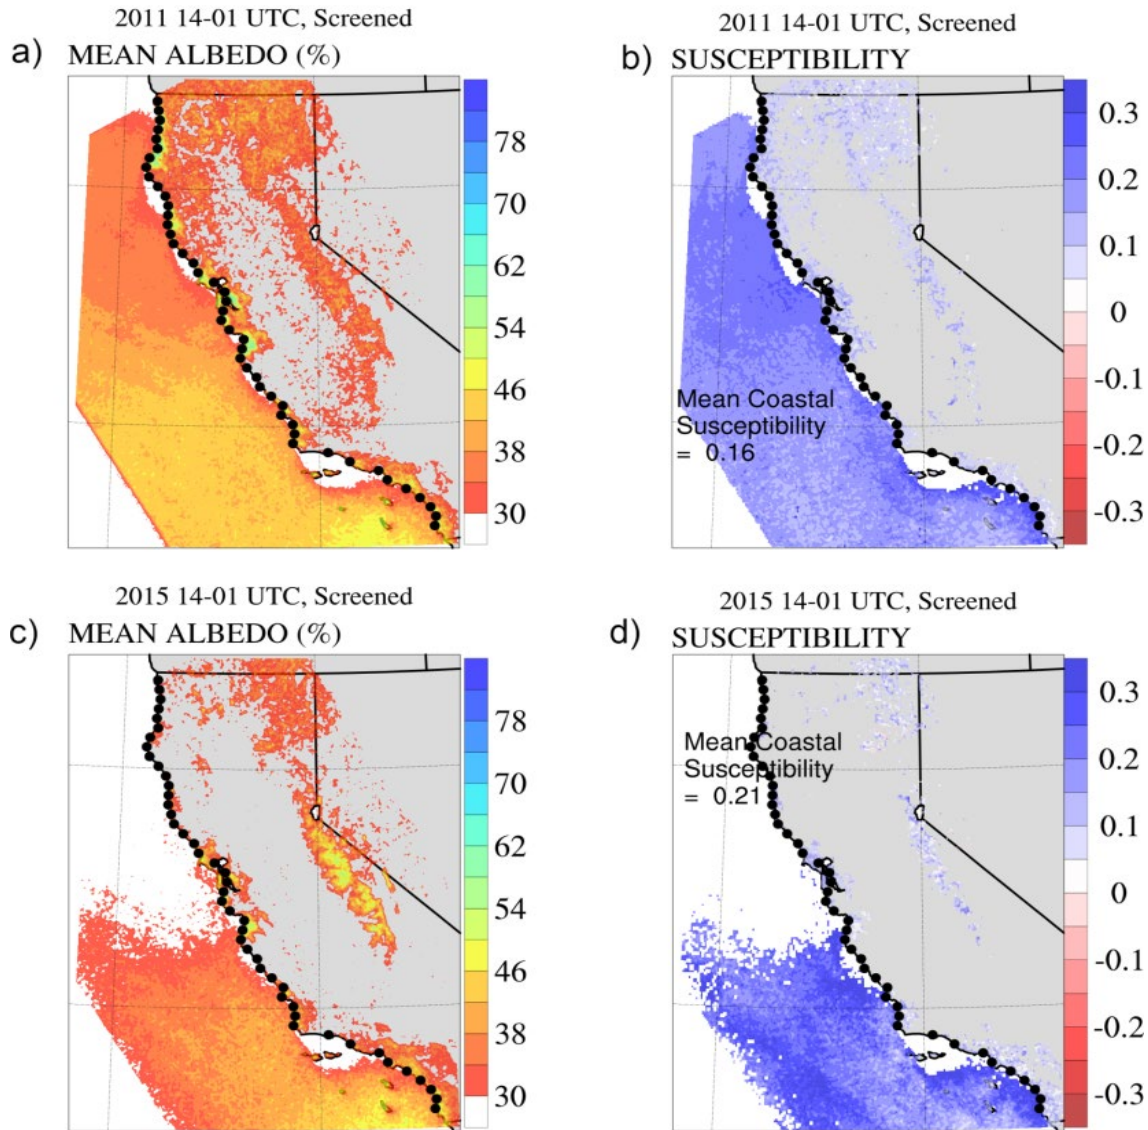 2011 14-01 UTC, Screened
a) MEAN ALBEDO (%)
78
70
62
54
46
38
30
2011 14-01 UTC, Screened
b) SUSCEPTIBILITY
0.3
0.2
0.1
0
-0.1
-0.2
-0.3
Mean Coastal
Susceptibility
= 0.16
2015 14-01 UTC, Screened
c) MEAN ALBEDO (%)
78
70
62
54
46
38
30
2015 14-01 UTC, Screened
d) SUSCEPTIBILITY
0.3
0.2
0.1
0
-0.1
-0.2
-0.3
Mean Coastal
Susceptibility
= 0.21